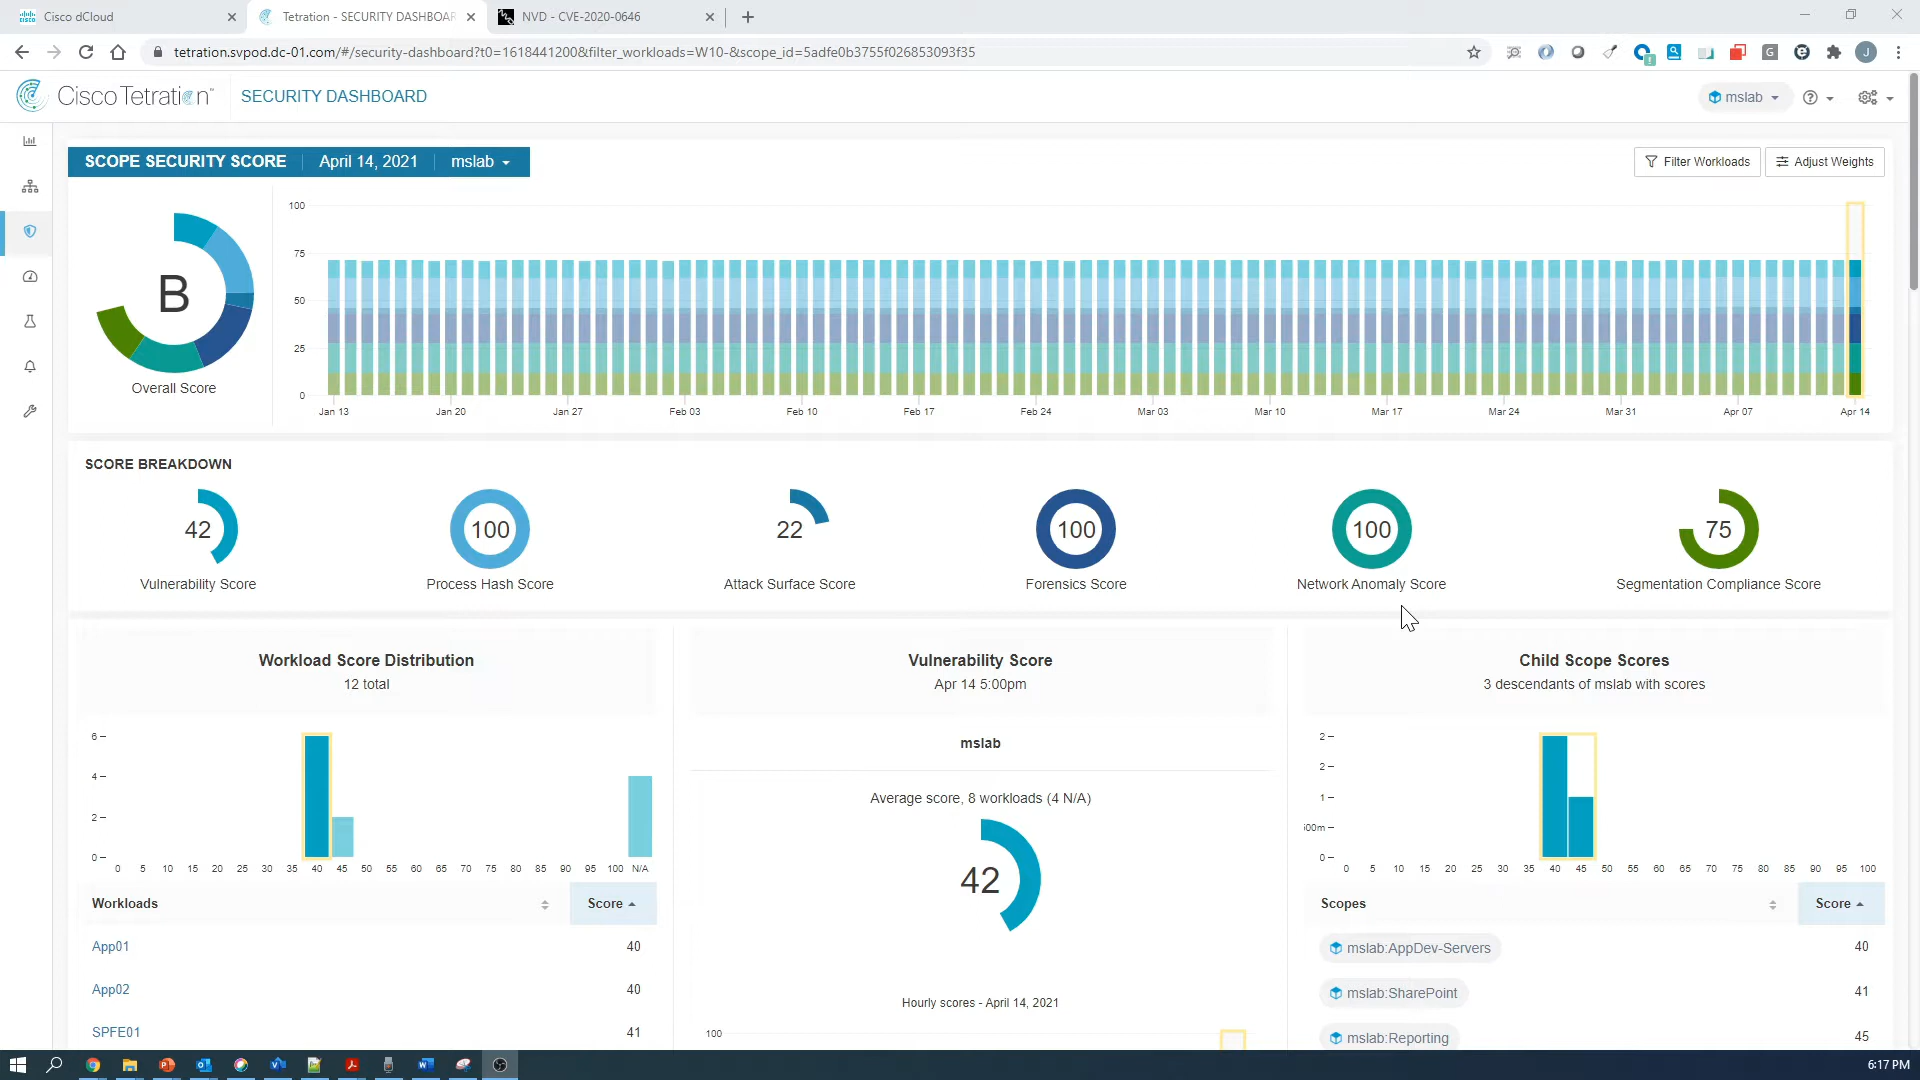 Cisco dCloud
Tetration - SECURITY DASHBOAR
NVD - CVE-2020-0646
tetration.svpod.dc-01.com/#/security-dashboard?t0=1618441200&filter_workloads=W10-&scope_id=5adfe0b3755f026853093f35
J
Cisco Tetration™
SECURITY DASHBOARD
mslab
SCOPE SECURITY SCORE
April 14, 2021
mslab
Filter Workloads
Adjust Weights
B
Overall Score
100
75
50
25
0
Jan 13
Jan 20
Jan 27
Feb 03
Feb 10
Feb 17
Feb 24
Mar 03
Mar 10
Mar 17
Mar 24
Mar 31
Apr 07
Apr 14
SCORE BREAKDOWN
42
100
22
100
100
75
Vulnerability Score
Process Hash Score
Attack Surface Score
Forensics Score
Network Anomaly Score
Segmentation Compliance Score
Workload Score Distribution
12 total
6
4
2
0
0 5 10 15 20 25 30 35 40 45 50 55 60 65 70 75 80 85 90 95 100 N/A
Workloads
Score
App01
40
App02
40
SPFE01
41
Vulnerability Score
Apr 14 5:00pm
mslab
Average score, 8 workloads (4 N/A)
42
Hourly scores - April 14, 2021
100
Child Scope Scores
3 descendants of mslab with scores
2
2
1
500m
0
0 5 10 15 20 25 30 35 40 45 50 55 60 65 70 75 80 85 90 95 100
Scopes
Score
mslab:AppDev-Servers
40
mslab:SharePoint
41
mslab:Reporting
45
6:17 PM